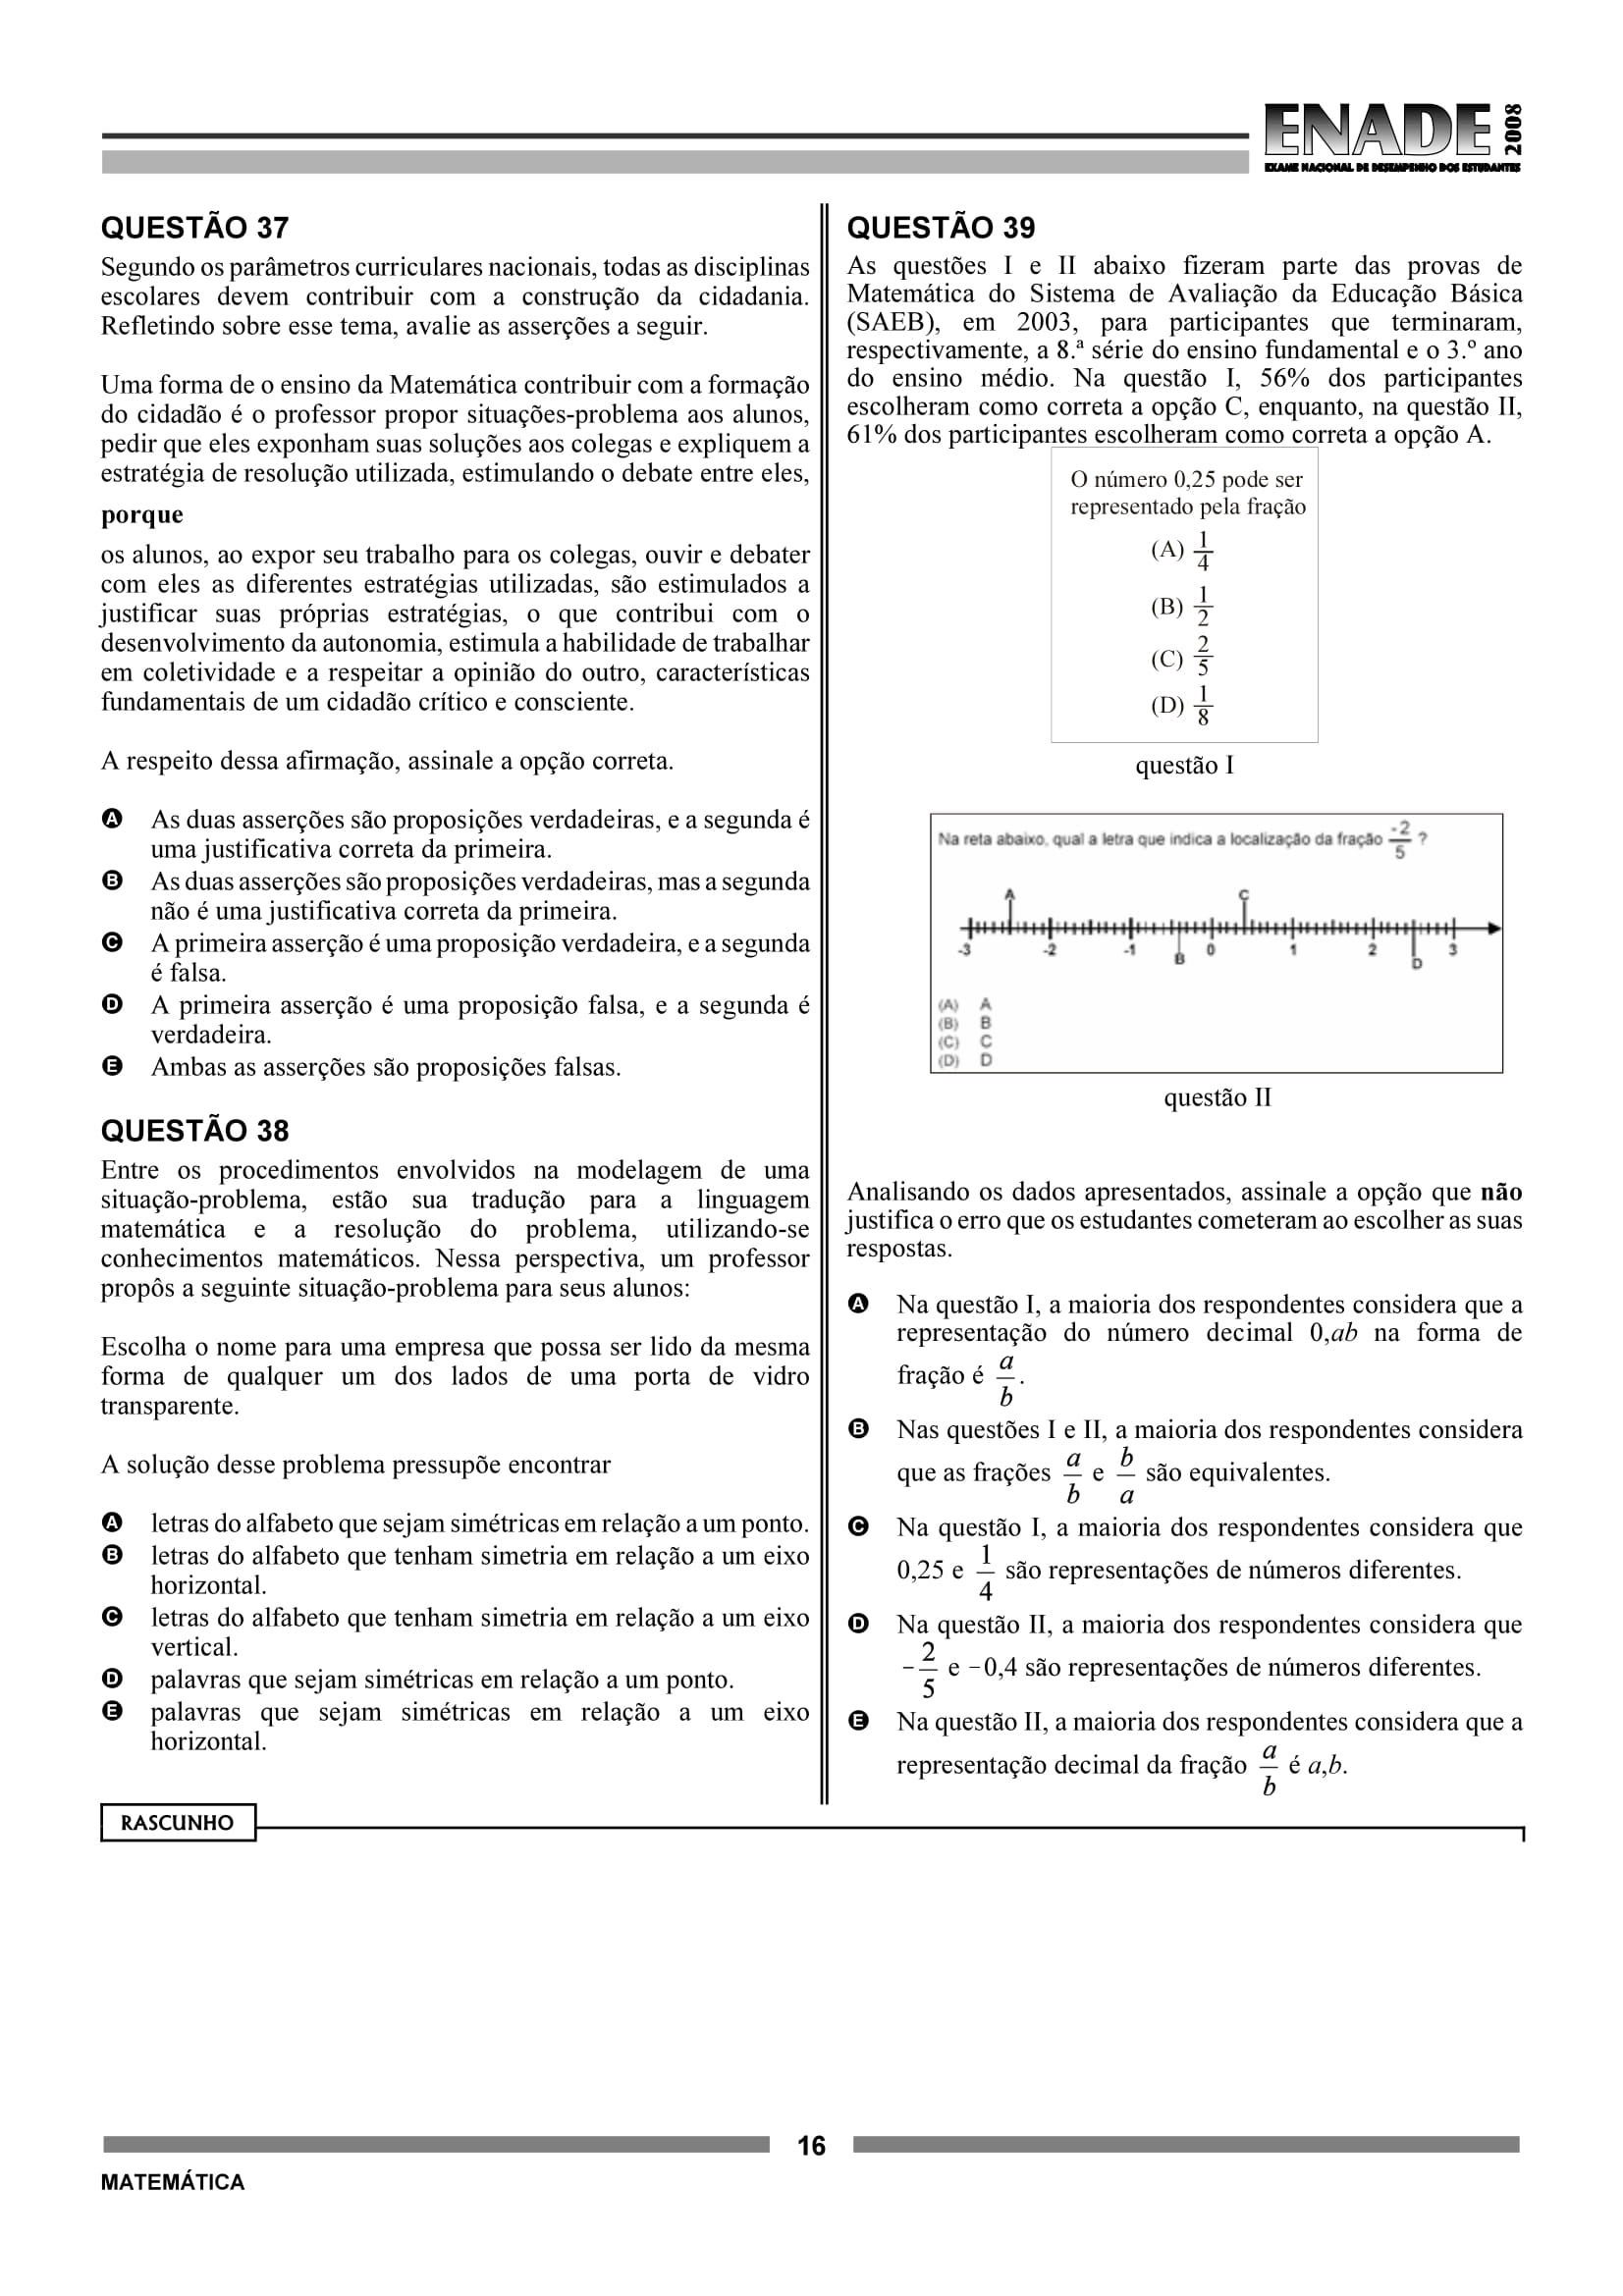 ENADE 2008
EXAME NACIONAL DE DESEMPENHO DOS ESTUDANTES
QUESTÃO 37
Segundo os parâmetros curriculares nacionais, todas as disciplinas
escolares devem contribuir com a construção da cidadania.
Refletindo sobre esse tema, avalie as asserções a seguir.
Uma forma de o ensino da Matemática contribuir com a formação
do cidadão é o professor propor situações-problema aos alunos,
pedir que eles exponham suas soluções aos colegas e expliquem a
estratégia de resolução utilizada, estimulando o debate entre eles,
porque
os alunos, ao expor seu trabalho para os colegas, ouvir e debater
com eles as diferentes estratégias utilizadas, são estimulados a
justificar suas próprias estratégias, o que contribui com o
desenvolvimento da autonomia, estimula a habilidade de trabalhar
em coletividade e a respeitar a opinião do outro, características
fundamentais de um cidadão crítico e consciente.
A respeito dessa afirmação, assinale a opção correta.
A As duas asserções são proposições verdadeiras, e a segunda é
uma justificativa correta da primeira.
B As duas asserções são proposições verdadeiras, mas a segunda
não é uma justificativa correta da primeira.
C A primeira asserção é uma proposição verdadeira, e a segunda
é falsa.
D A primeira asserção é uma proposição falsa, e a segunda é
verdadeira.
E Ambas as asserções são proposições falsas.
QUESTÃO 38
Entre os procedimentos envolvidos na modelagem de uma
situação-problema, estão sua tradução para a linguagem
matemática e a resolução do problema, utilizando-se
conhecimentos matemáticos. Nessa perspectiva, um professor
propôs a seguinte situação-problema para seus alunos:
Escolha o nome para uma empresa que possa ser lido da mesma
forma de qualquer um dos lados de uma porta de vidro
transparente.
A solução desse problema pressupõe encontrar
A letras do alfabeto que sejam simétricas em relação a um ponto.
B letras do alfabeto que tenham simetria em relação a um eixo
horizontal.
C letras do alfabeto que tenham simetria em relação a um eixo
vertical.
D palavras que sejam simétricas em relação a um ponto.
E palavras que sejam simétricas em relação a um eixo
horizontal.
QUESTÃO 39
As questões I e II abaixo fizeram parte das provas de
Matemática do Sistema de Avaliação da Educação Básica
(SAEB), em 2003, para participantes que terminaram,
respectivamente, a 8.ª série do ensino fundamental e o 3.º ano
do ensino médio. Na questão I, 56% dos participantes
escolheram como correta a opção C, enquanto, na questão II,
61% dos participantes escolheram como correta a opção A.
O número 0,25 pode ser
representado pela fração
(A) 1/4
(B) 1/2
(C) 2/5
(D) 1/8
questão I
Na reta abaixo, qual a letra que indica a localização da fração -2/5 ?
A C
-3 -2 -1 B 0 1 2 D 3
(A) A
(B) B
(C) C
(D) D
questão II
Analisando os dados apresentados, assinale a opção que não
justifica o erro que os estudantes cometeram ao escolher as suas
respostas.
A Na questão I, a maioria dos respondentes considera que a
representação do número decimal 0,ab na forma de
fração é a/b.
B Nas questões I e II, a maioria dos respondentes considera
que as frações a/b e b/a são equivalentes.
C Na questão I, a maioria dos respondentes considera que
0,25 e 1/4 são representações de números diferentes.
D Na questão II, a maioria dos respondentes considera que
-2/5 e -0,4 são representações de números diferentes.
E Na questão II, a maioria dos respondentes considera que a
representação decimal da fração a/b é a,b.
RASCUNHO
16
MATEMÁTICA